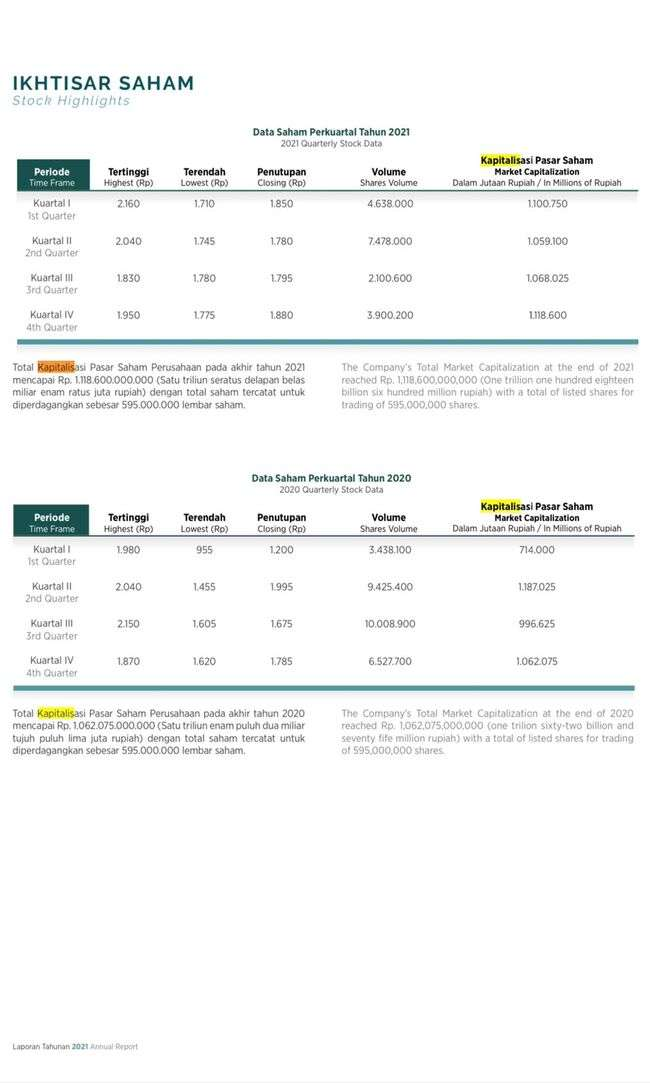 IKHTISAR SAHAM
Stock Highlights
Data Saham Perkuartal Tahun 2021
2021 Quarterly Stock Data
Periode Tertinggi Terendah Penutupan Volume Kapitalisasi Pasar Saham
Time Frame Highest (Rp) Lowest (Rp) Closing (Rp) Shares Volume Market Capitalization
Dalam Jutaan Rupiah / In Millions of Rupiah
Kuartal I 2.160 1.710 1.850 4.638.000 1.100.750
1st Quarter
Kuartal II 2.040 1.745 1.780 7.478.000 1.059.100
2nd Quarter
Kuartal III 1.830 1.780 1.795 2.100.600 1.068.025
3rd Quarter
Kuartal IV 1.950 1.775 1.880 3.900.200 1.118.600
4th Quarter
Total Kapitalisasi Pasar Saham Perusahaan pada akhir tahun 2021
mencapai Rp. 1.118.600.000.000 (Satu triliun seratus delapan belas
miliar enam ratus juta rupiah) dengan total saham tercatat untuk
diperdagangkan sebesar 595.000.000 lembar saham.
The Company's Total Market Capitalization at the end of 2021
reached Rp. 1,118,600,000,000 (One trillion one hundred eighteen
billion six hundred million rupiah) with a total of listed shares for
trading of 595,000,000 shares.
Data Saham Perkuartal Tahun 2020
2020 Quarterly Stock Data
Periode Tertinggi Terendah Penutupan Volume Kapitalisasi Pasar Saham
Time Frame Highest (Rp) Lowest (Rp) Closing (Rp) Shares Volume Market Capitalization
Dalam Jutaan Rupiah / In Millions of Rupiah
Kuartal I 1.980 955 1.200 3.438.100 714.000
1st Quarter
Kuartal II 2.040 1.455 1.995 9.425.400 1.187.025
2nd Quarter
Kuartal III 2.150 1.605 1.675 10.008.900 996.625
3rd Quarter
Kuartal IV 1.870 1.620 1.785 6.527.700 1.062.075
4th Quarter
Total Kapitalisasi Pasar Saham Perusahaan pada akhir tahun 2020
mencapai Rp. 1.062.075.000.000 (Satu triliun enam puluh dua miliar
tujuh puluh lima juta rupiah) dengan total saham tercatat untuk
diperdagangkan sebesar 595.000.000 lembar saham.
The Company's Total Market Capitalization at the end of 2020
reached Rp. 1,062,075,000,000 (one trilion sixty-two billion and
seventy fife million rupiah) with a total of listed shares for trading
of 595,000,000 shares.
Laporan Tahunan 2021 Annual Report